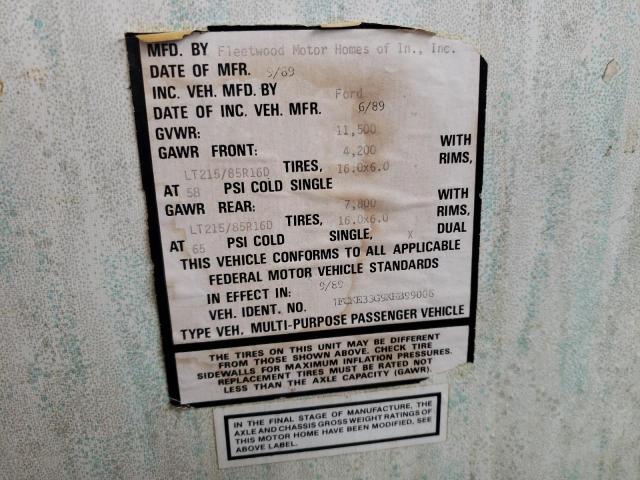 MFD. BY Fleetwood Motor Homes of In., Inc.
DATE OF MFR. 9/89
INC. VEH. MFD. BY Ford
DATE OF INC. VEH. MFR. 6/89
GVWR: 11,500
GAWR FRONT: 4,200 WITH
LT215/85R16D TIRES, 16.0x6.0 RIMS,
AT 58 PSI COLD SINGLE
GAWR REAR: 7,800 WITH
LT215/85R16D TIRES, 16.0x6.0 RIMS,
AT 65 PSI COLD SINGLE, X DUAL
THIS VEHICLE CONFORMS TO ALL APPLICABLE
FEDERAL MOTOR VEHICLE STANDARDS
IN EFFECT IN: 9/89
VEH. IDENT. NO.
TYPE VEH. MULTI-PURPOSE PASSENGER VEHICLE
THE TIRES ON THIS UNIT MAY BE DIFFERENT
FROM THOSE SHOWN ABOVE. CHECK TIRE
SIDEWALLS FOR MAXIMUM INFLATION PRESSURES.
REPLACEMENT TIRES MUST BE RATED NOT
LESS THAN THE AXLE CAPACITY (GAWR).
IN THE FINAL STAGE OF MANUFACTURE, THE
AXLE AND CHASSIS GROSS WEIGHT RATINGS OF
THIS MOTOR HOME HAVE BEEN MODIFIED, SEE
ABOVE LABEL.